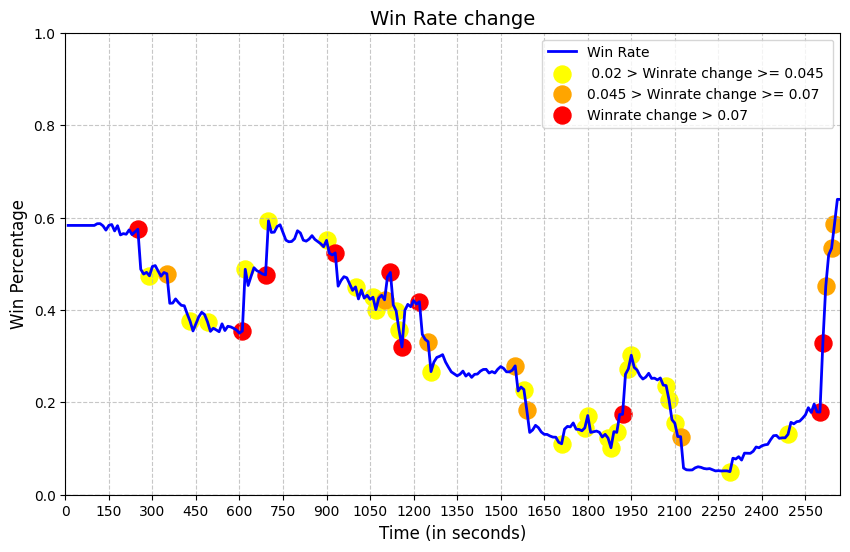 Win Rate change
Win Rate
0.02 > Winrate change >= 0.045
0.045 > Winrate change >= 0.07
Winrate change > 0.07
Win Percentage
1.0
0.8
0.6
0.4
0.2
0.0
0 150 300 450 600 750 900 1050 1200 1350 1500 1650 1800 1950 2100 2250 2400 2550
Time (in seconds)